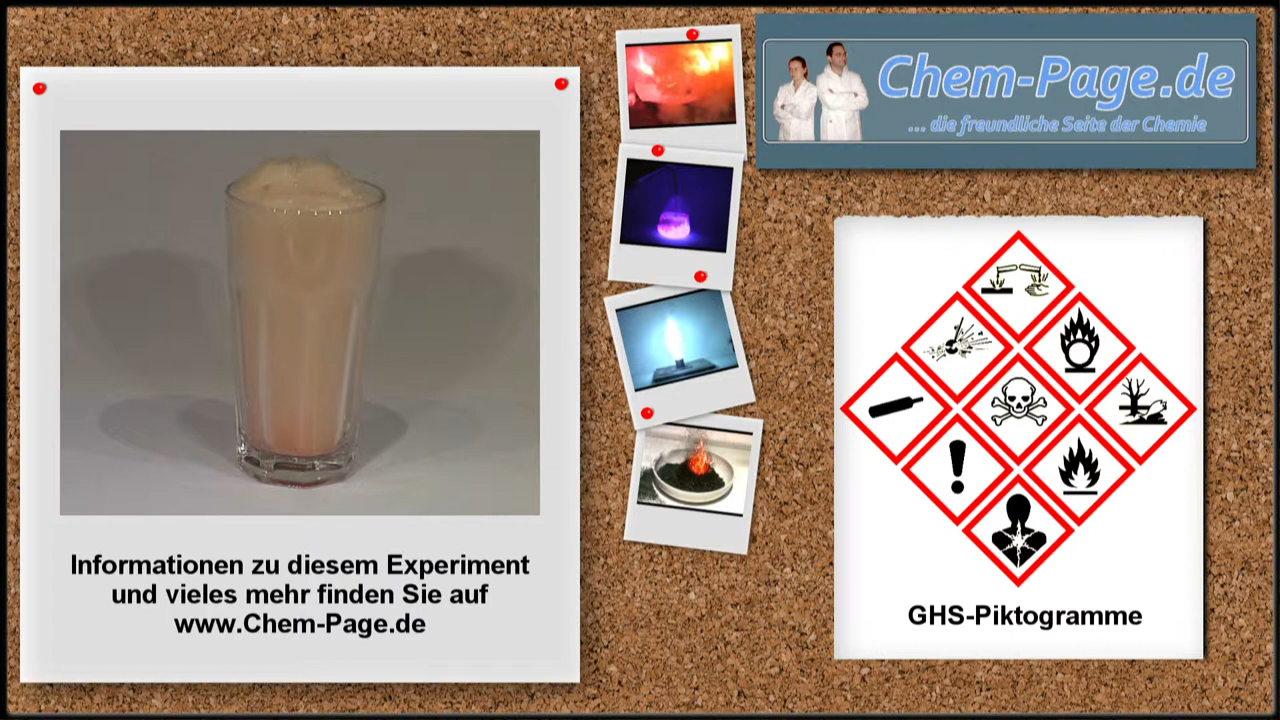 Chem-Page.de
... die freundliche Seite der Chemie
Informationen zu diesem Experiment
und vieles mehr finden Sie auf
www.Chem-Page.de
GHS-Piktogramme